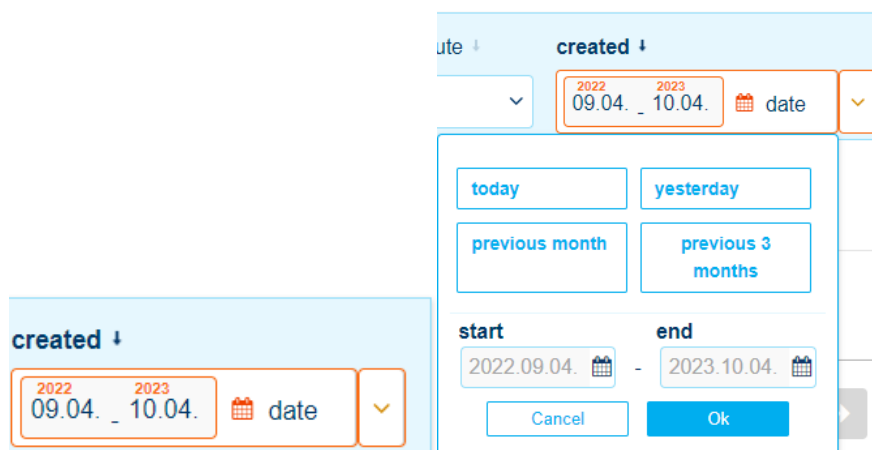 ute
created
2022 2023
09.04. - 10.04. date
today yesterday
previous month previous 3
months
start end
2022.09.04. - 2023.10.04.
Cancel Ok
created
2022 2023
09.04. - 10.04. date